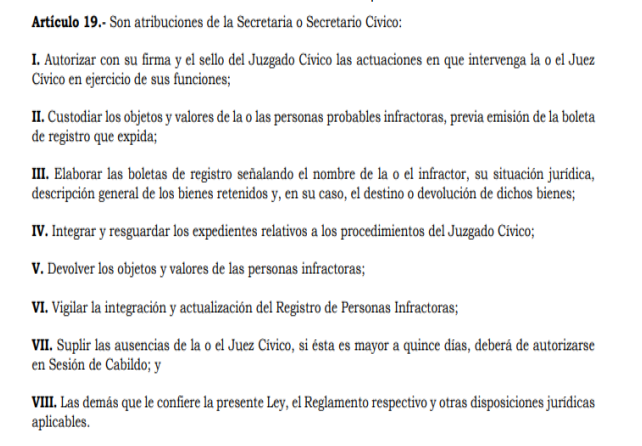 Artículo 19.- Son atribuciones de la Secretaria o Secretario Cívico:
I. Autorizar con su firma y el sello del Juzgado Cívico las actuaciones en que intervenga la o el Juez
Cívico en ejercicio de sus funciones;
II. Custodiar los objetos y valores de la o las personas probables infractoras, previa emisión de la boleta
de registro que expida;
III. Elaborar las boletas de registro señalando el nombre de la o el infractor, su situación jurídica,
descripción general de los bienes retenidos y, en su caso, el destino o devolución de dichos bienes;
IV. Integrar y resguardar los expedientes relativos a los procedimientos del Juzgado Cívico;
V. Devolver los objetos y valores de las personas infractoras;
VI. Vigilar la integración y actualización del Registro de Personas Infractoras;
VII. Suplir las ausencias de la o el Juez Cívico, si ésta es mayor a quince días, deberá de autorizarse
en Sesión de Cabildo; y
VIII. Las demás que le confiere la presente Ley, el Reglamento respectivo y otras disposiciones jurídicas
aplicables.